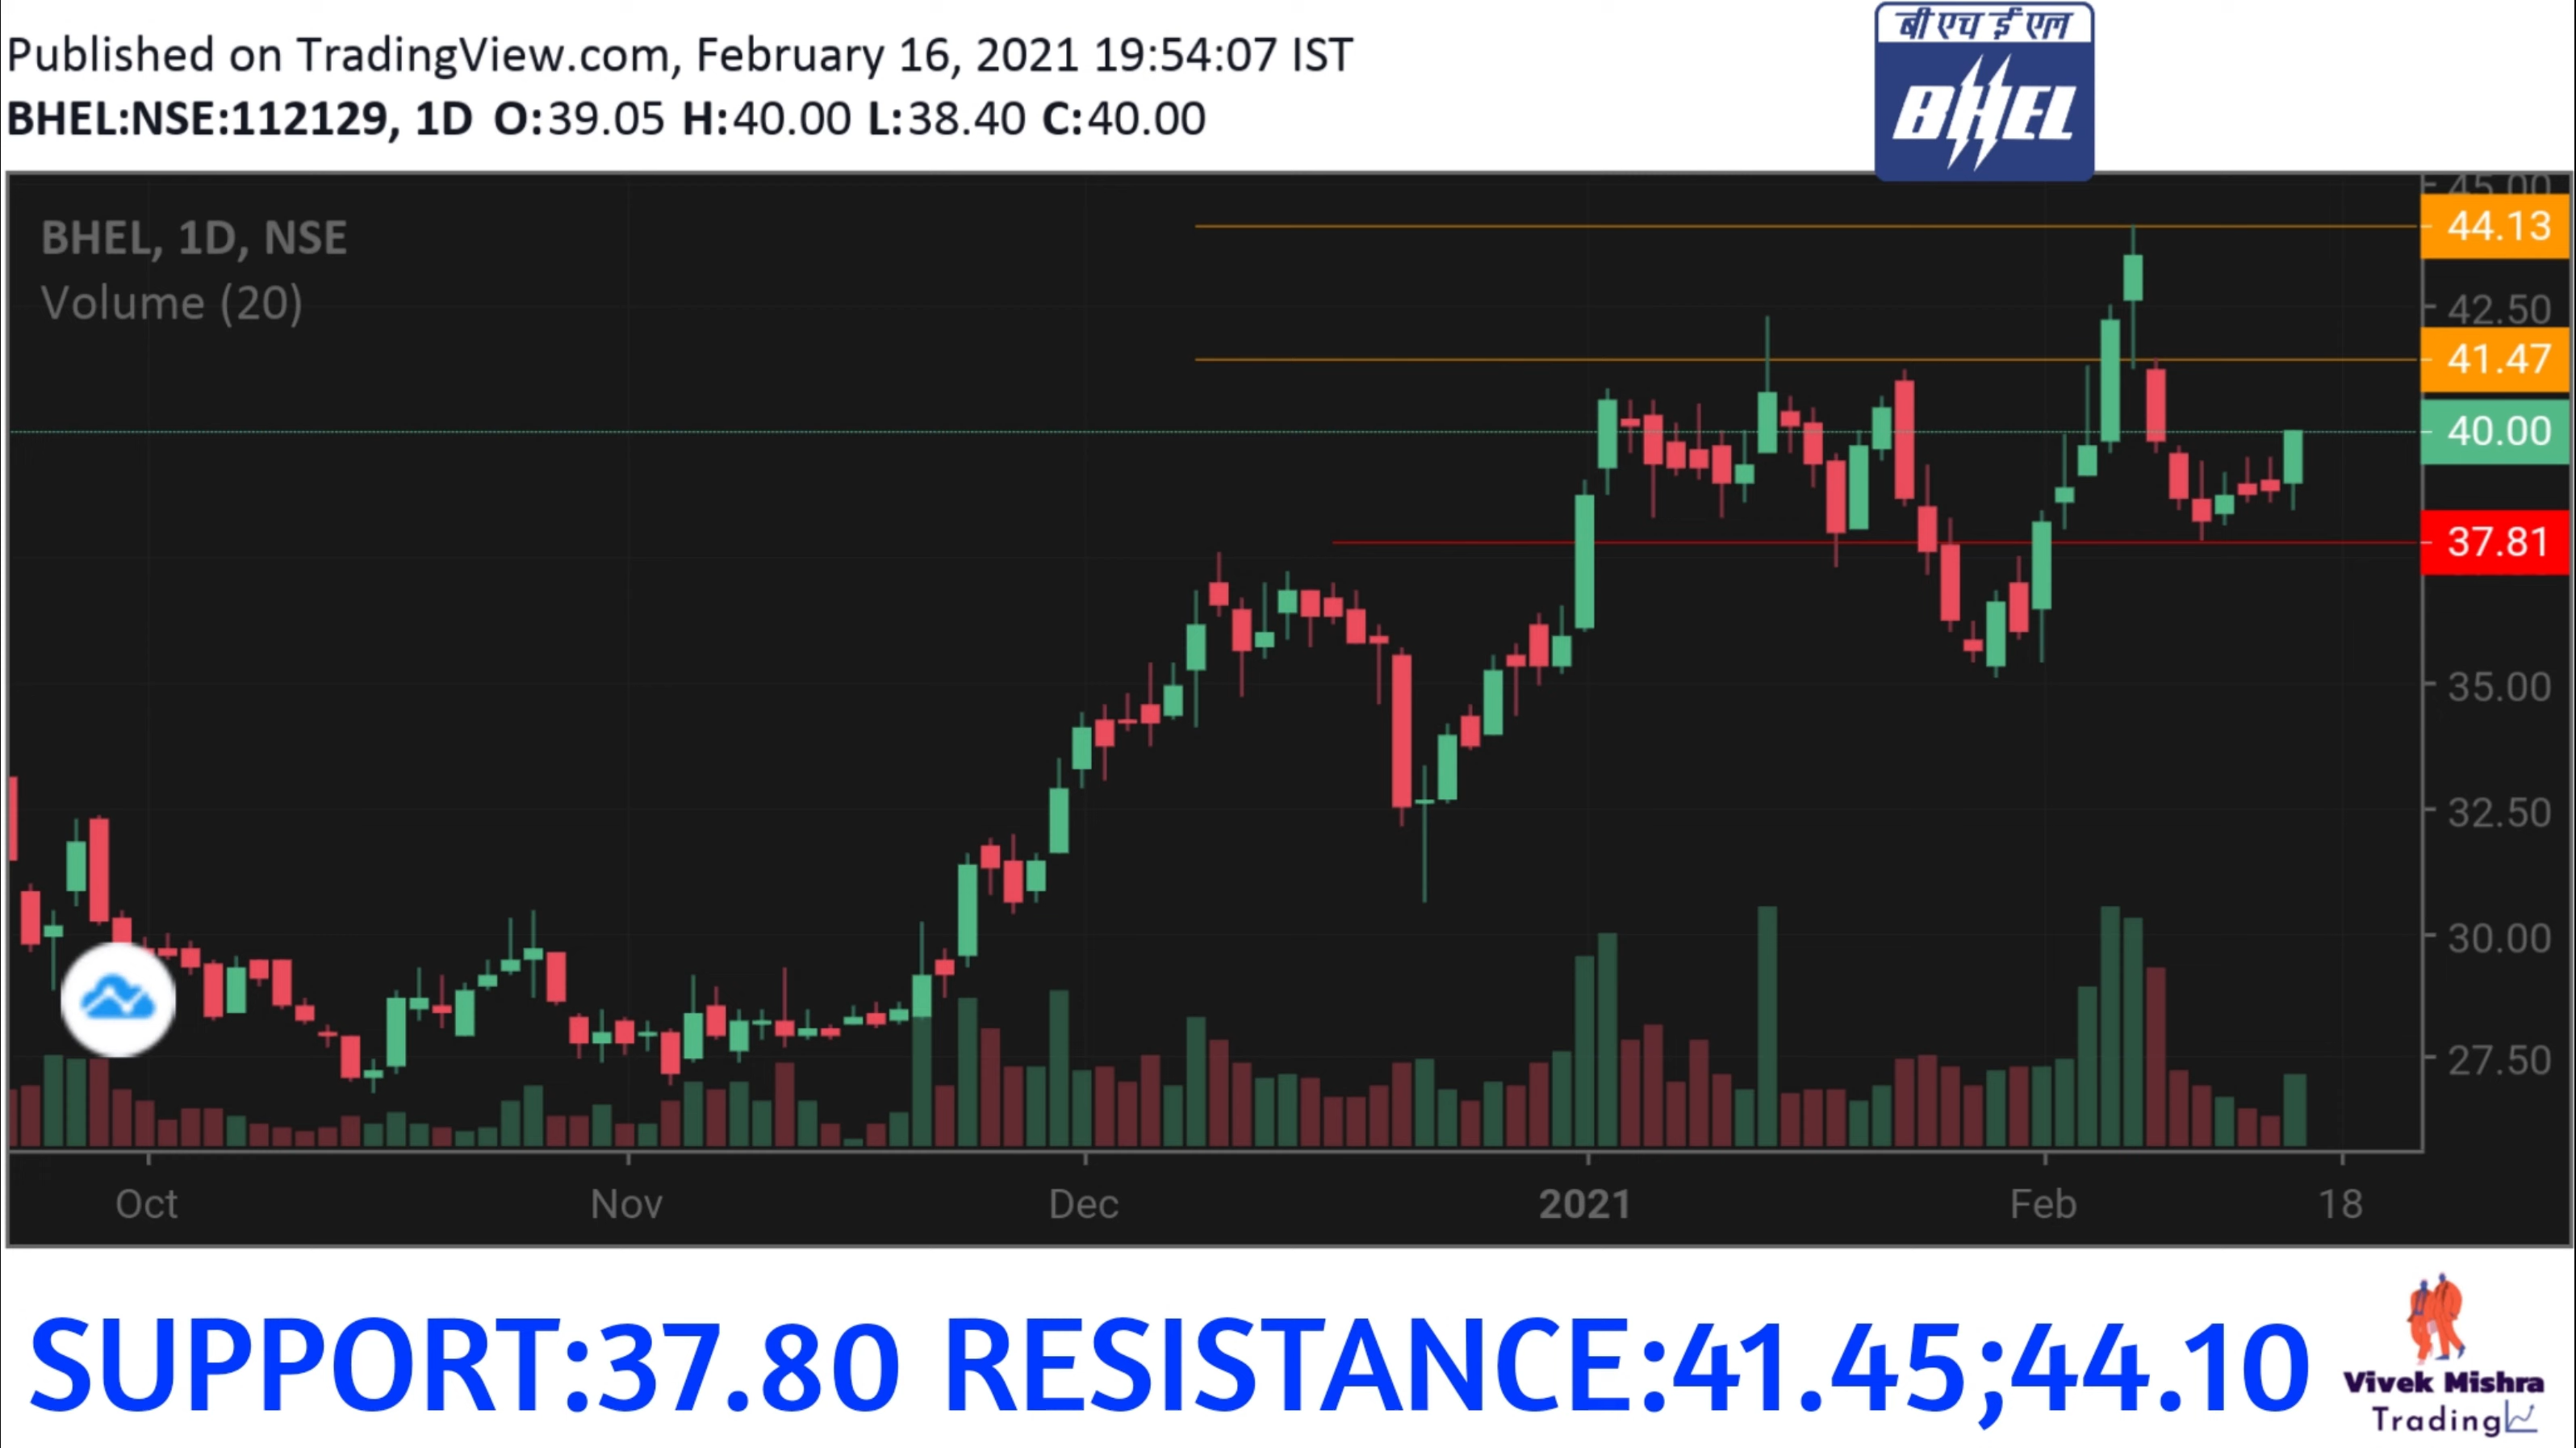 बी एच ई एल
BHEL
Published on TradingView.com, February 16, 2021 19:54:07 IST
BHEL:NSE:112129, 1D O:39.05 H:40.00 L:38.40 C:40.00
BHEL, 1D, NSE
Volume (20)
45.00
44.13
42.50
41.47
40.00
37.81
35.00
32.50
30.00
27.50
Oct Nov Dec 2021 Feb 18
SUPPORT:37.80 RESISTANCE:41.45;44.10
Vivek Mishra
Trading